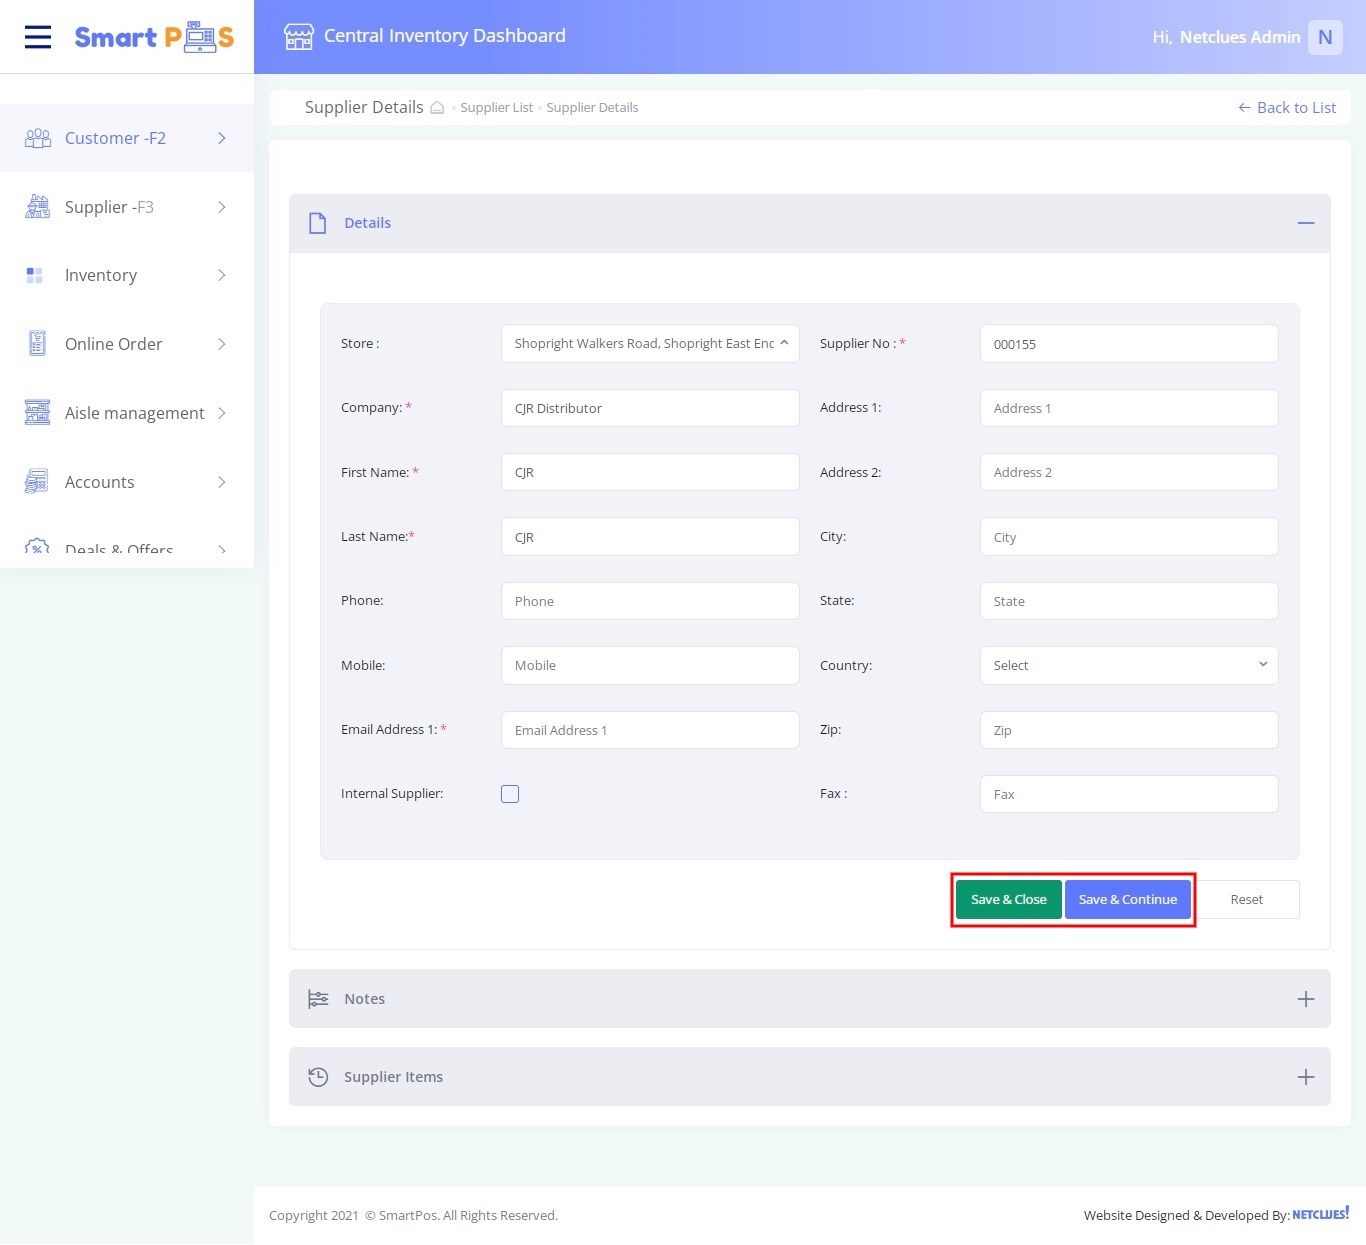 Smart POS
Central Inventory Dashboard
Hi, Netclues Admin N
Customer -F2
Supplier -F3
Inventory
Online Order
Aisle management
Accounts
Deals & Offers
Supplier Details Supplier List Supplier Details
← Back to List
Details
Store : Shopright Walkers Road, Shopright East Enc Supplier No : * 000155
Company: * CJR Distributor Address 1: Address 1
First Name: * CJR Address 2: Address 2
Last Name:* CJR City: City
Phone: Phone State: State
Mobile: Mobile Country: Select
Email Address 1: * Email Address 1 Zip: Zip
Internal Supplier: Fax : Fax
Save & Close Save & Continue Reset
Notes
Supplier Items
Copyright 2021 © SmartPos. All Rights Reserved.
Website Designed & Developed By: NETCLUES!